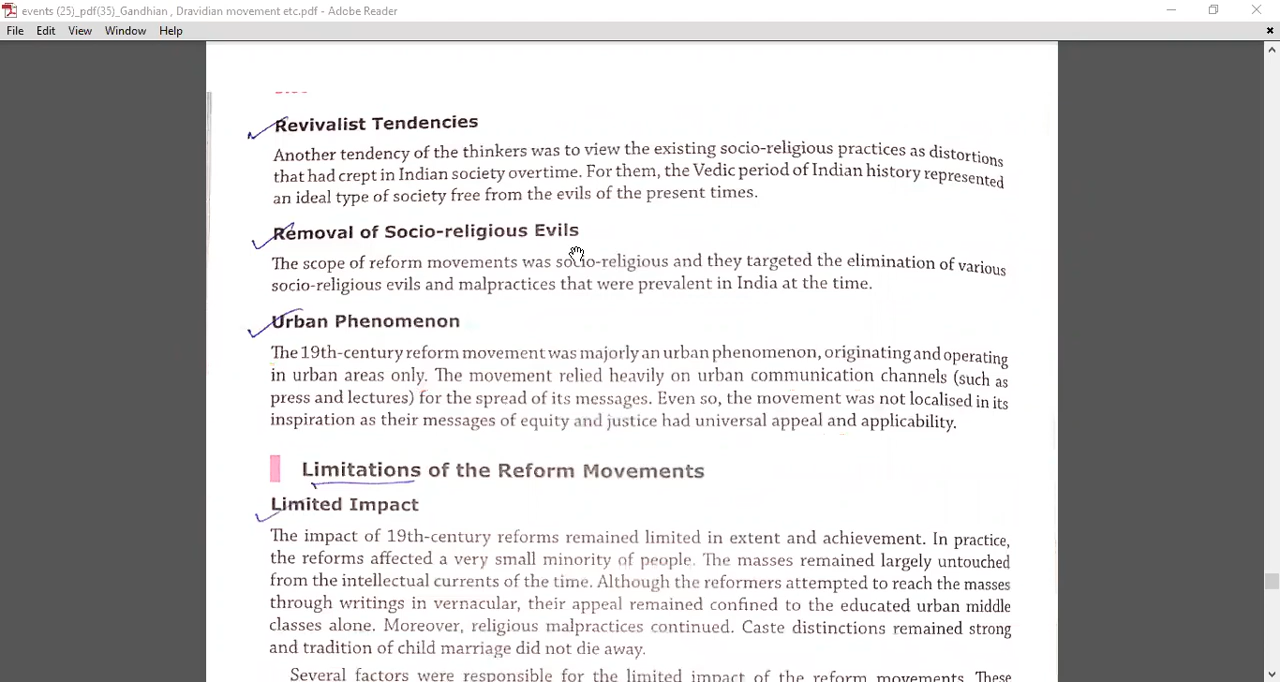 events (25)_pdf(35)_Gandhian , Dravidian movement etc.pdf - Adobe Reader
File Edit View Window Help
Revivalist Tendencies
Another tendency of the thinkers was to view the existing socio-religious practices as distortions
that had crept in Indian society overtime. For them, the Vedic period of Indian history represented
an ideal type of society free from the evils of the present times.
Removal of Socio-religious Evils
The scope of reform movements was socio-religious and they targeted the elimination of various
socio-religious evils and malpractices that were prevalent in India at the time.
Urban Phenomenon
The 19th-century reform movement was majorly an urban phenomenon, originating and operating
in urban areas only. The movement relied heavily on urban communication channels (such as
press and lectures) for the spread of its messages. Even so, the movement was not localised in its
inspiration as their messages of equity and justice had universal appeal and applicability.
Limitations of the Reform Movements
Limited Impact
The impact of 19th-century reforms remained limited in extent and achievement. In practice,
the reforms affected a very small minority of people. The masses remained largely untouched
from the intellectual currents of the time. Although the reformers attempted to reach the masses
through writings in vernacular, their appeal remained confined to the educated urban middle
classes alone. Moreover, religious malpractices continued. Caste distinctions remained strong
and tradition of child marriage did not die away.
Several factors were responsible for the limited impact of the reform movements. These